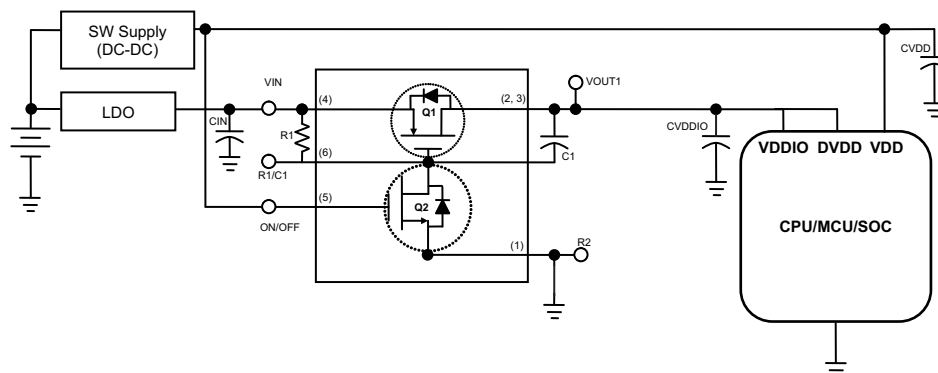 SW Supply
(DC-DC)
CVDD
VIN
VOUT1
LDO
(4)
(2, 3)
Q1
CIN
R1
CVDDIO
C1
VDDIO DVDD VDD
(6)
R1/C1
(5)
Q2
CPU/MCU/SOC
ON/OFF
(1)
R2